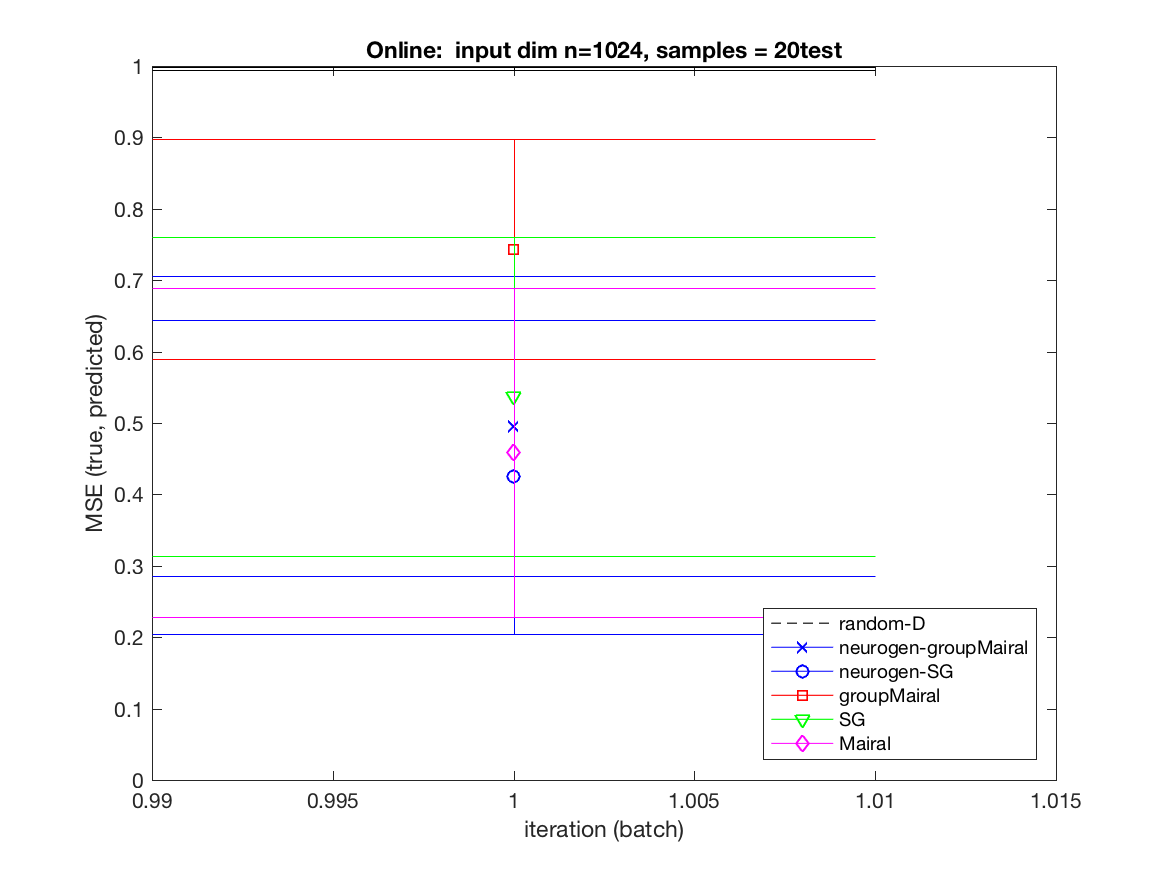 Online:  input dim n=1024, samples = 20test
1
0.9
0.8
0.7
0.6
0.5
0.4
0.3
0.2
0.1
0
MSE (true, predicted)
random-D
neurogen-groupMairal
neurogen-SG
groupMairal
SG
Mairal
0.99 0.995 1 1.005 1.01 1.015
iteration (batch)